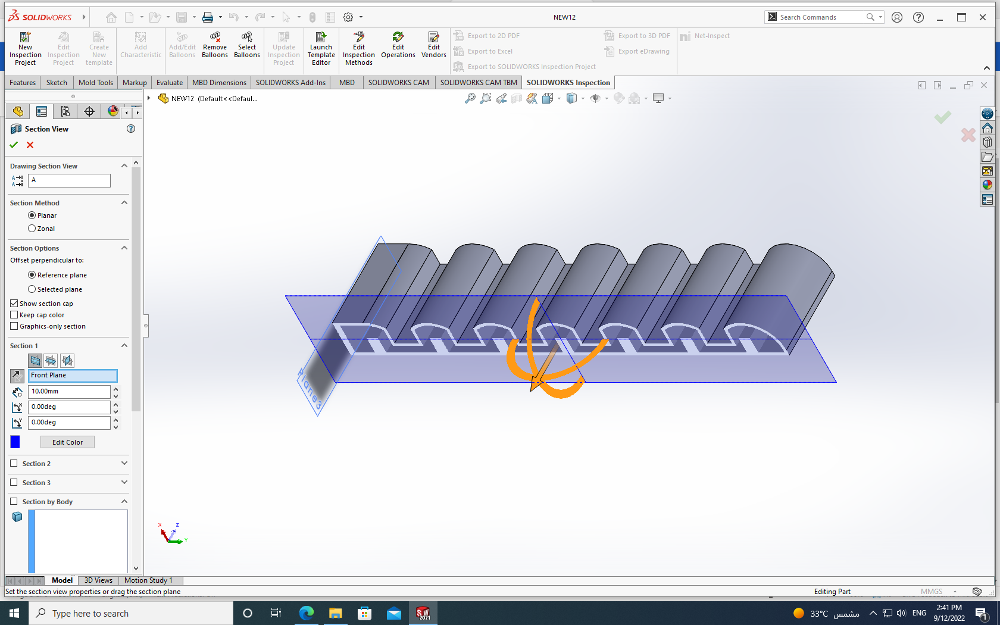 SOLIDWORKS
NEW12
Search Commands
New Inspection Project
Edit Inspection Project
Create New template
Add Characteristic
Add/Edit Balloons
Remove Balloons
Select Balloons
Update Inspection Project
Launch Template Editor
Edit Inspection Methods
Edit Operations
Edit Vendors
Export to 2D PDF
Export to Excel
Export to SOLIDWORKS Inspection Project
Export to 3D PDF
Export eDrawing
Net-Inspect
Features
Sketch
Mold Tools
Markup
Evaluate
MBD Dimensions
SOLIDWORKS Add-Ins
MBD
SOLIDWORKS CAM
SOLIDWORKS CAM TBM
SOLIDWORKS Inspection
NEW12 (Default<<Defaul...
Section View
Drawing Section View
A
Section Method
Planar
Zonal
Section Options
Offset perpendicular to:
Reference plane
Selected plane
Show section cap
Keep cap color
Graphics-only section
Section 1
Front Plane
10.00mm
0.00deg
0.00deg
Edit Color
Section 2
Section 3
Section by Body
Plane3
X
Z
Y
Model
3D Views
Motion Study 1
Set the section view properties or drag the section plane
Editing Part
MMGS
Type here to search
SW 2021
33°C مشمس
ENG
2:41 PM
9/12/2022
1